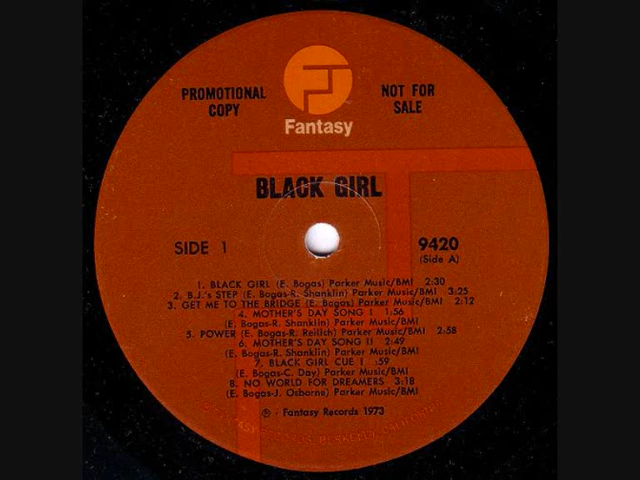 PROMOTIONAL COPY
NOT FOR SALE
Fantasy
BLACK GIRL
SIDE 1
9420
(Side A)
1. BLACK GIRL (E. Bogas) Parker Music/BMI 2:30
2. B.J.'s STEP (E. Bogas-R. Shanklin) Parker Music/BMI 3:25
3. GET ME TO THE BRIDGE (E. Bogas) Parker Music/BMI 2:12
4. MOTHER'S DAY SONG I 1:56
(E. Bogas-R. Shanklin) Parker Music/BMI
5. POWER (E. Bogas-R. Reilich) Parker Music/BMI 2:58
6. MOTHER'S DAY SONG II 2:49
(E. Bogas-R. Shanklin) Parker Music/BMI
7. BLACK GIRL CUE I :59
(E. Bogas-C. Day) Parker Music/BMI
8. NO WORLD FOR DREAMERS 3:18
(E. Bogas-J. Osborne) Parker Music/BMI
℗ - Fantasy Records 1973